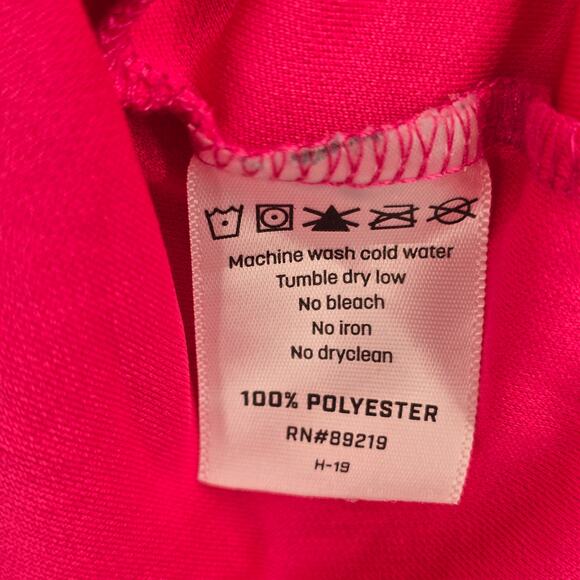 Machine wash cold water
Tumble dry low
No bleach
No iron
No dryclean
100% POLYESTER
RN#89219
H-19